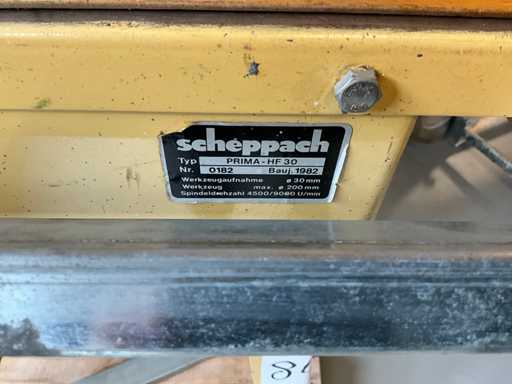 scheppach
Typ PRIMA-HF 30
Nr. 0182 Bauj. 1982
Werkzeugaufnahme ø 30 mm
Werkzeug max. ø 200 mm
Spindeldrehzahl 4500/9000 U/min